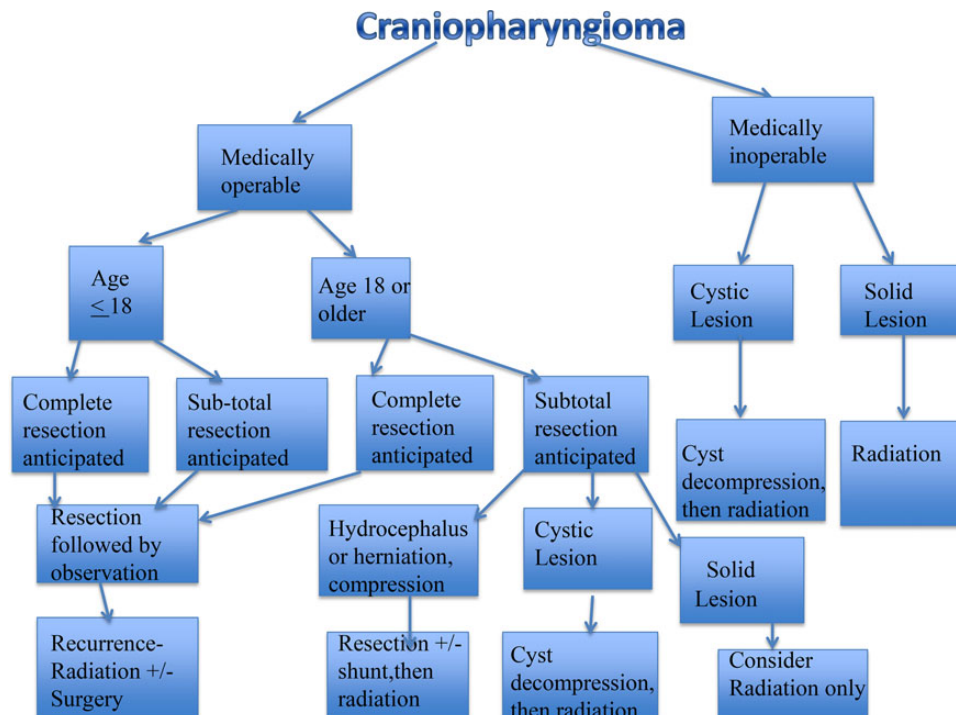 Craniopharyngioma
Medically
operable
Medically
inoperable
Age
< 18
Age 18 or
older
Cystic
Lesion
Solid
Lesion
Complete
resection
anticipated
Sub-total
resection
anticipated
Complete
resection
anticipated
Subtotal
resection
anticipated
Cyst
decompression,
then radiation
Radiation
Resection
followed by
observation
Hydrocephalus
or herniation,
compression
Cystic
Lesion
Solid
Lesion
Recurrence-
Radiation +/-
Surgery
Resection +/-
shunt,then
radiation
Cyst
decompression,
then radiation
Consider
Radiation only